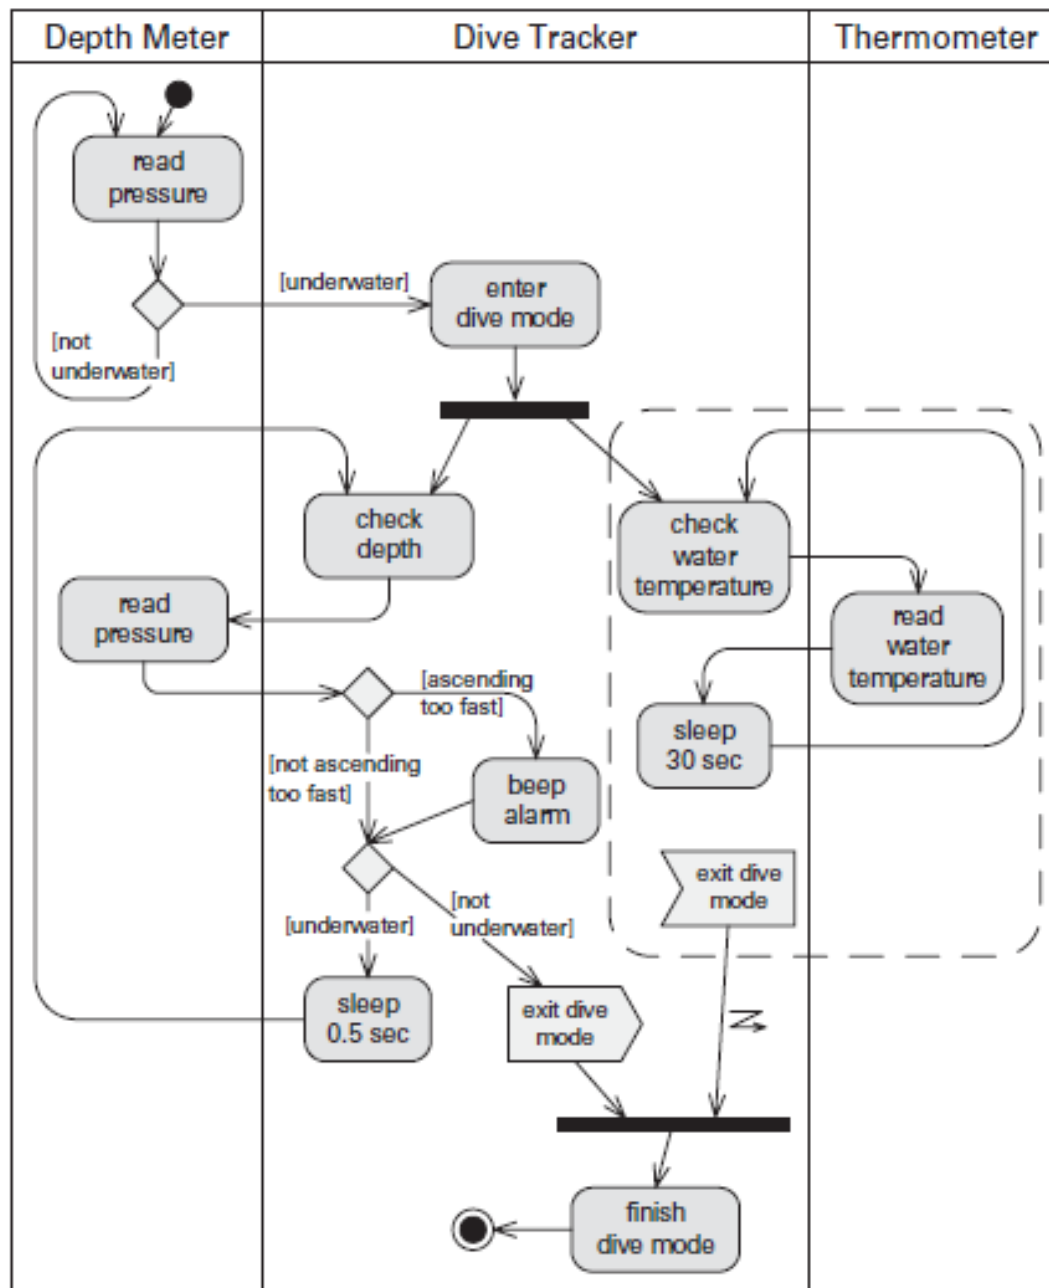 Depth Meter
Dive Tracker
Thermometer
read
pressure
[underwater]
enter
dive mode
[not
underwater]
check
depth
check
water
temperature
read
pressure
read
water
temperature
[ascending
too fast]
sleep
30 sec
[not ascending
too fast]
beep
alarm
exit dive
mode
[not
underwater]
[underwater]
sleep
0.5 sec
exit dive
mode
finish
dive mode